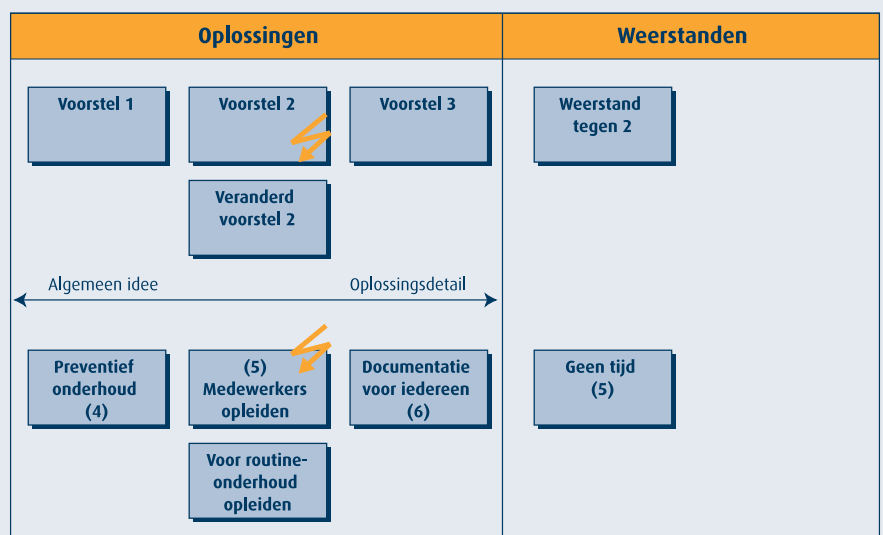 Oplossingen
Weerstanden
Voorstel 1
Voorstel 2
Voorstel 3
Weerstand
tegen 2
Veranderd
voorstel 2
Algemeen idee
Oplossingsdetail
Preventief
onderhoud
(4)
(5)
Medewerkers
opleiden
Documentatie
voor iedereen
(6)
Geen tijd
(5)
Voor routine-
onderhoud
opleiden